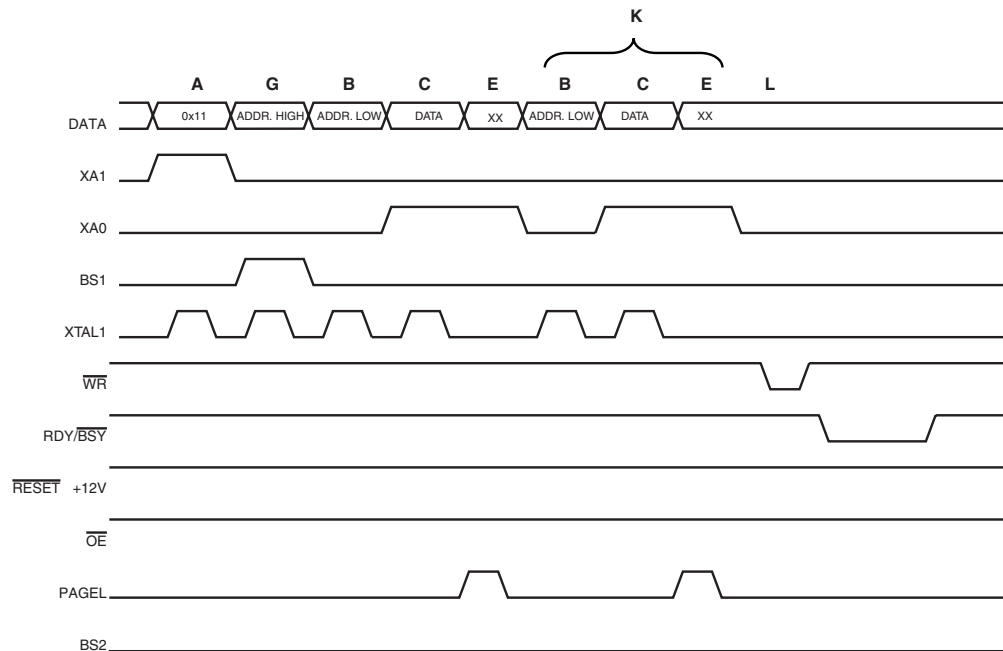 K
A G B C E B C E L
DATA 0x11 ADDR. HIGH ADDR. LOW DATA XX ADDR. LOW DATA XX
XA1
XA0
BS1
XTAL1
WR
RDY/BSY
RESET +12V
OE
PAGEL
BS2